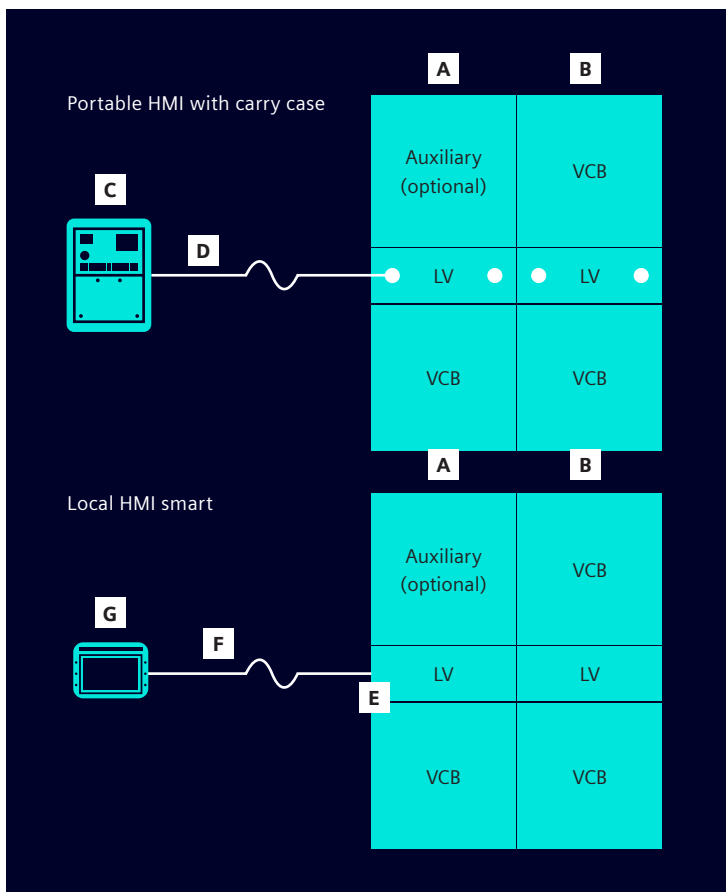 A B
Portable HMI with carry case
Auxiliary
(optional)
VCB
C
D
LV LV
VCB VCB
A B
Local HMI smart
Auxiliary
(optional)
VCB
G
F
LV LV
E
VCB VCB